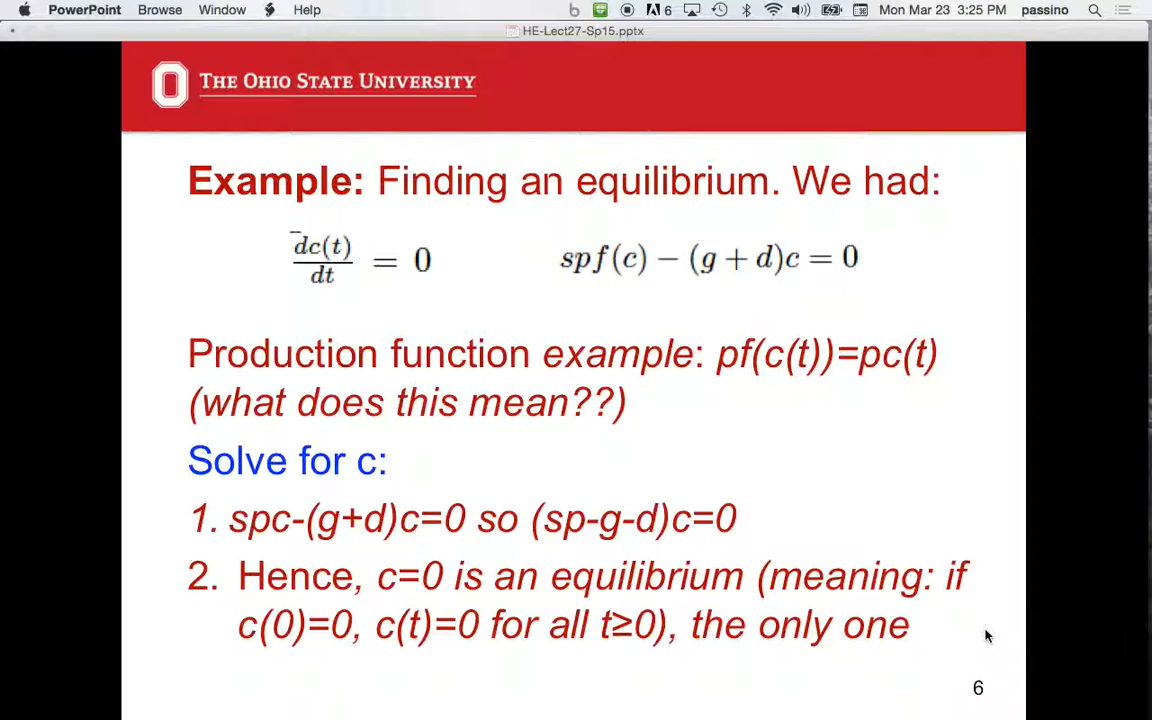 PowerPoint Browse Window Help 6 Mon Mar 23 3:25 PM passino
HE-Lect27-Sp15.pptx
THE OHIO STATE UNIVERSITY
Example: Finding an equilibrium. We had:
dc(t)/dt = 0 spf(c) − (g + d)c = 0
Production function example: pf(c(t))=pc(t)
(what does this mean??)
Solve for c:
1. spc-(g+d)c=0 so (sp-g-d)c=0
2. Hence, c=0 is an equilibrium (meaning: if
c(0)=0, c(t)=0 for all t≥0), the only one
6